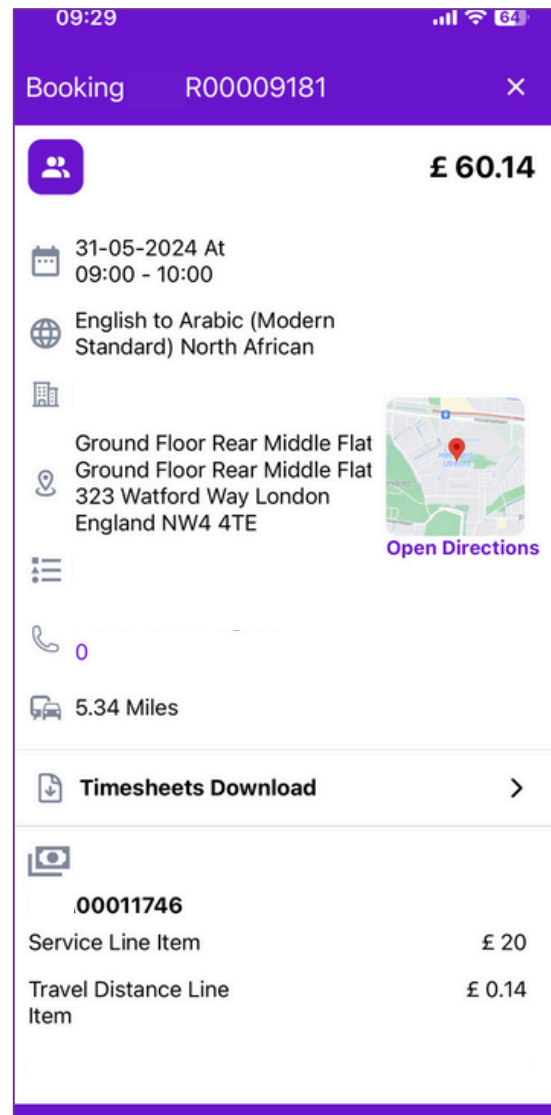 09:29
64
Booking R00009181
£ 60.14
31-05-2024 At
09:00 - 10:00
English to Arabic (Modern
Standard) North African
Ground Floor Rear Middle Flat
Ground Floor Rear Middle Flat
323 Watford Way London
England NW4 4TE
Open Directions
0
5.34 Miles
Timesheets Download
00011746
Service Line Item £ 20
Travel Distance Line £ 0.14
Item